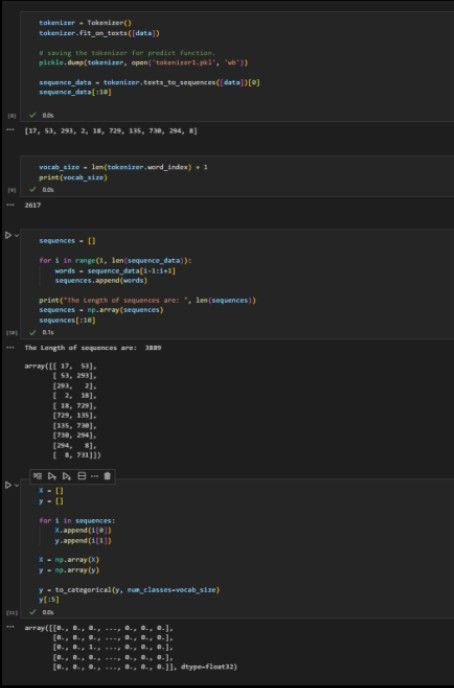 tokenizer = Tokenizer()
tokenizer.fit_on_texts([data])
# saving the tokenizer for predict function.
pickle.dump(tokenizer, open('tokenizer1.pkl', 'wb'))
sequence_data = tokenizer.texts_to_sequences([data])[0]
sequence_data[:10]
0.0s
[17, 53, 293, 2, 18, 729, 135, 730, 294, 8]
vocab_size = len(tokenizer.word_index) + 1
print(vocab_size)
[9]
0.0s
2617
sequences = []
for i in range(1, len(sequence_data)):
words = sequence_data[i-1:i+1]
sequences.append(words)
print("The Length of sequences are: ", len(sequences))
sequences = np.array(sequences)
sequences[:10]
[10]
0.1s
The Length of sequences are:  3889
array([[ 17,  53],
[ 53, 293],
[293,   2],
[  2,  18],
[ 18, 729],
[729, 135],
[135, 730],
[730, 294],
[294,   8],
[  8, 731]])
X = []
y = []
for i in sequences:
X.append(i[0])
y.append(i[1])
X = np.array(X)
y = np.array(y)
y = to_categorical(y, num_classes=vocab_size)
y[:5]
[11]
0.0s
array([[0., 0., 0., ..., 0., 0., 0.],
[0., 0., 0., ..., 0., 0., 0.],
[0., 0., 1., ..., 0., 0., 0.],
[0., 0., 0., ..., 0., 0., 0.],
[0., 0., 0., ..., 0., 0., 0.]], dtype=float32)